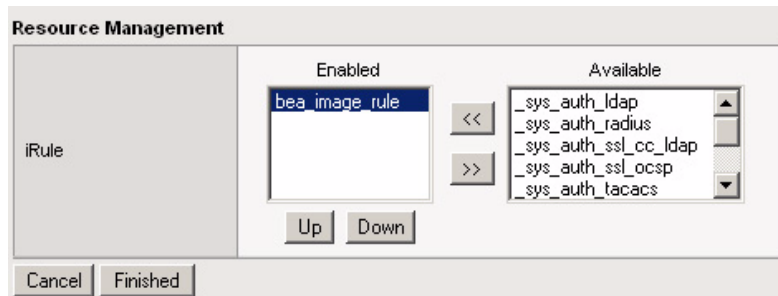 Resource Management
Enabled
Available
iRule
bea_image_rule
<<
>>
_sys_auth_ldap
_sys_auth_radius
_sys_auth_ssl_cc_ldap
_sys_auth_ssl_ocsp
_sys_auth_tacacs
Up Down
Cancel Finished